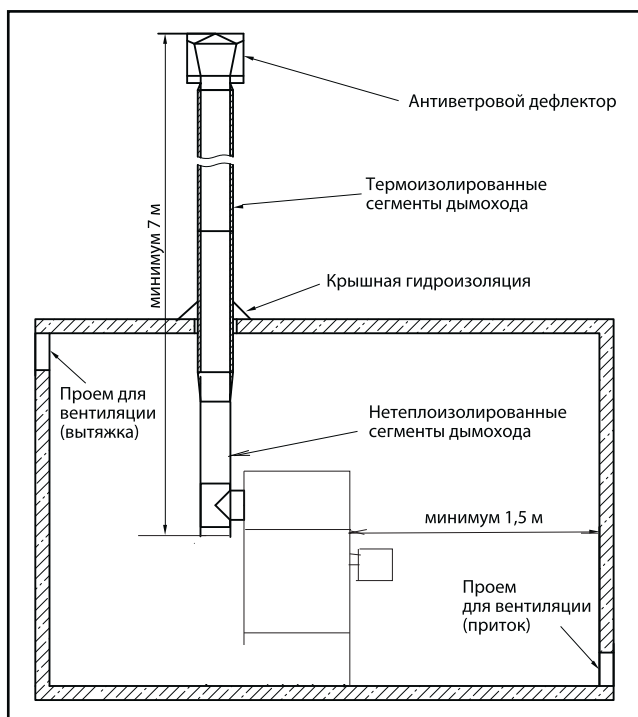 Антиветровой дефлектор
Термоизолированные
сегменты дымохода
минимум 7 м
Крышная гидроизоляция
Проем для
вентиляции
(вытяжка)
Нетеплоизолированные
сегменты дымохода
минимум 1,5 м
Проем
для вентиляции
(приток)